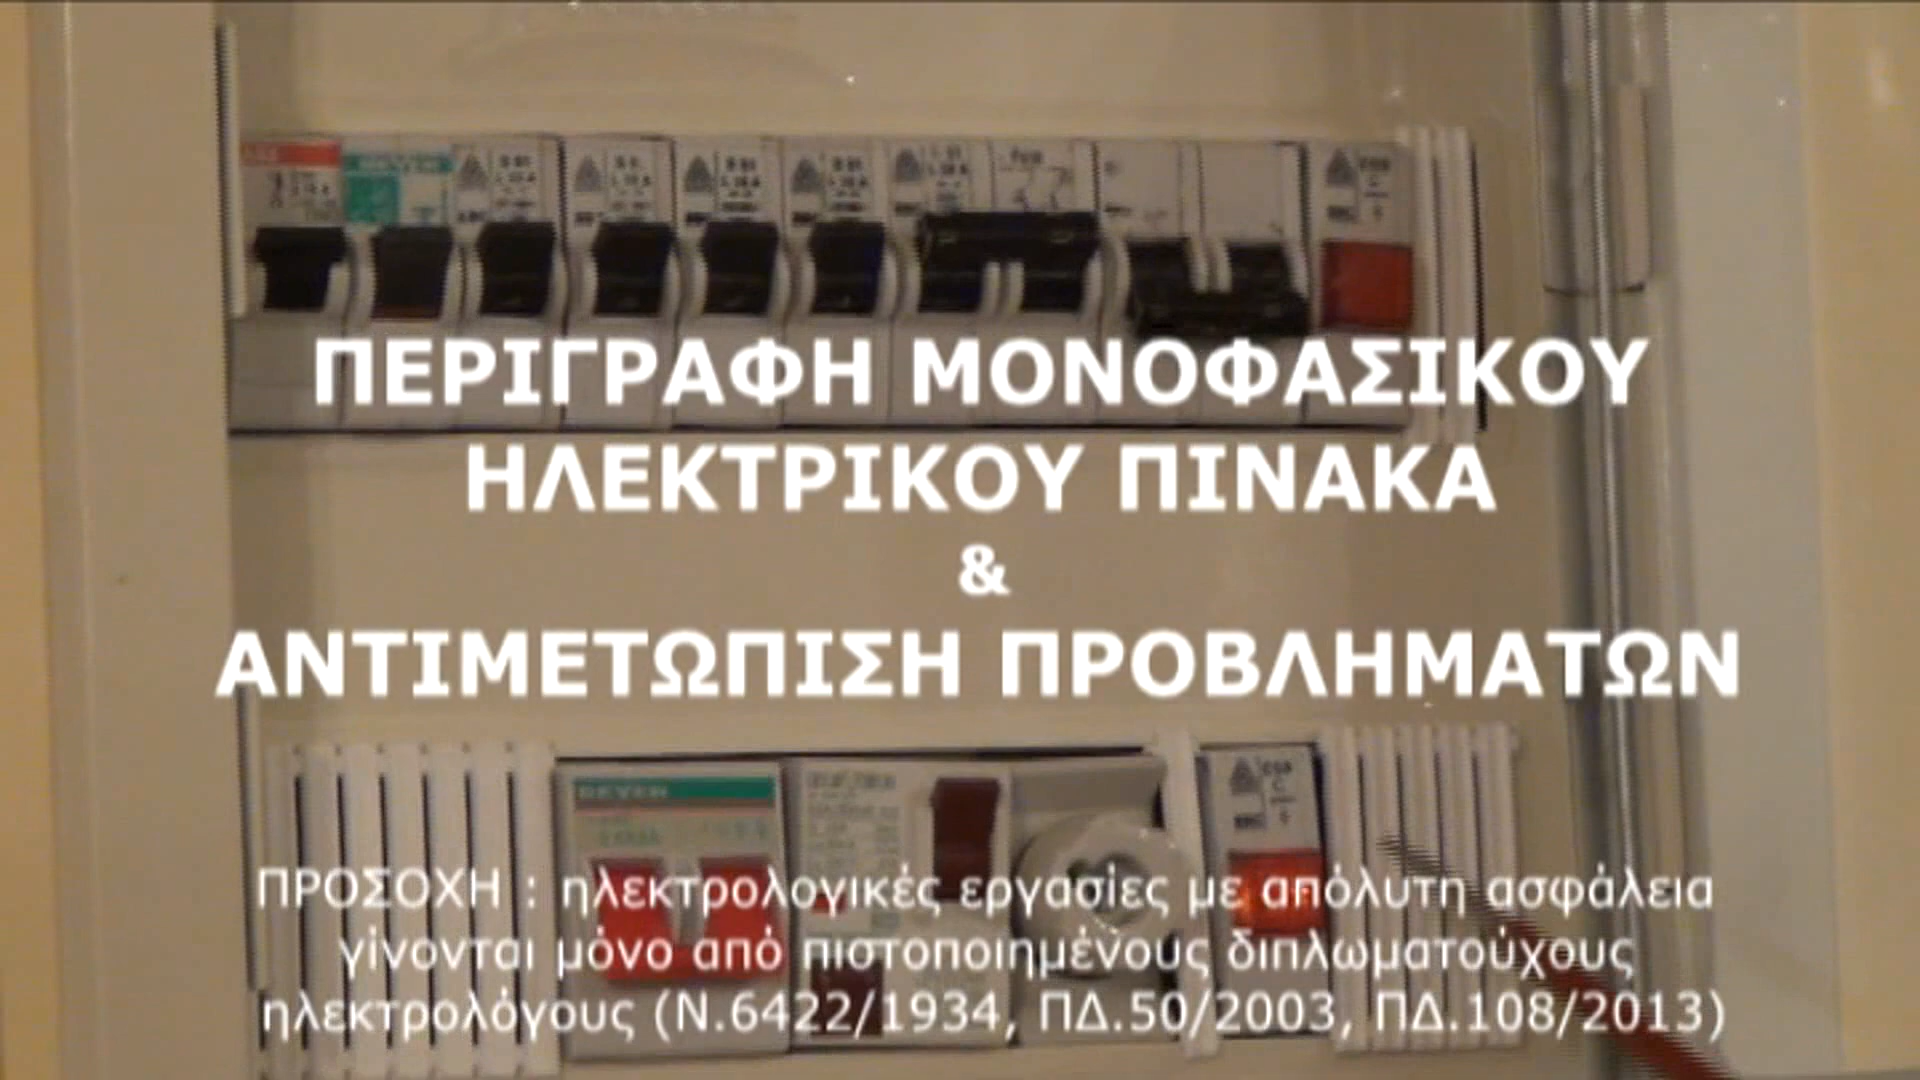 ΠΕΡΙΓΡΑΦΗ ΜΟΝΟΦΑΣΙΚΟΥ
ΗΛΕΚΤΡΙΚΟΥ ΠΙΝΑΚΑ
&
ΑΝΤΙΜΕΤΩΠΙΣΗ ΠΡΟΒΛΗΜΑΤΩΝ
GEYER
ΠΡΟΣΟΧΗ : ηλεκτρολογικές εργασίες με απόλυτη ασφάλεια
γίνονται μόνο από πιστοποιημένους διπλωματούχους
ηλεκτρολόγους (Ν.6422/1934, ΠΔ.50/2003, ΠΔ.108/2013)